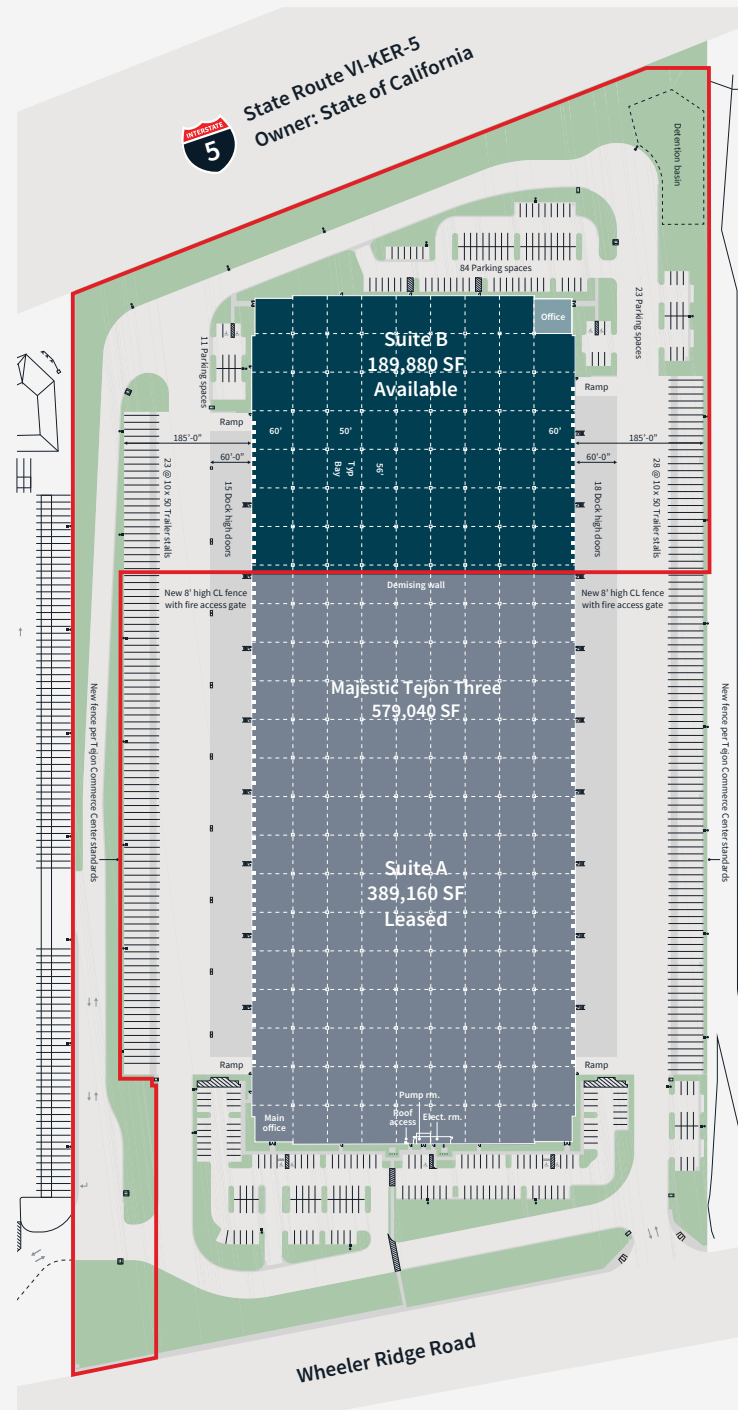 State Route VI-KER-5
Owner: State of California
INTERSTATE
5
Detention basin
84 Parking spaces
23 Parking spaces
11 Parking spaces
Office
Suite B
189,880 SF
Available
Ramp
Ramp
185'-0"
60'-0"
60'
50'
60'
60'-0"
185'-0"
56'
Typ
Bay
23 @ 10 x 50 Trailer stalls
15 Dock high doors
18 Dock high doors
28 @ 10 x 50 Trailer stalls
Demising wall
New 8' high CL fence
with fire access gate
New 8' high CL fence
with fire access gate
Majestic Tejon Three
579,040 SF
New fence per Tejon Commerce Center standards
New fence per Tejon Commerce Center standards
Suite A
389,160 SF
Leased
Ramp
Ramp
Pump rm.
Roof
access
Elect. rm.
Main
office
Wheeler Ridge Road